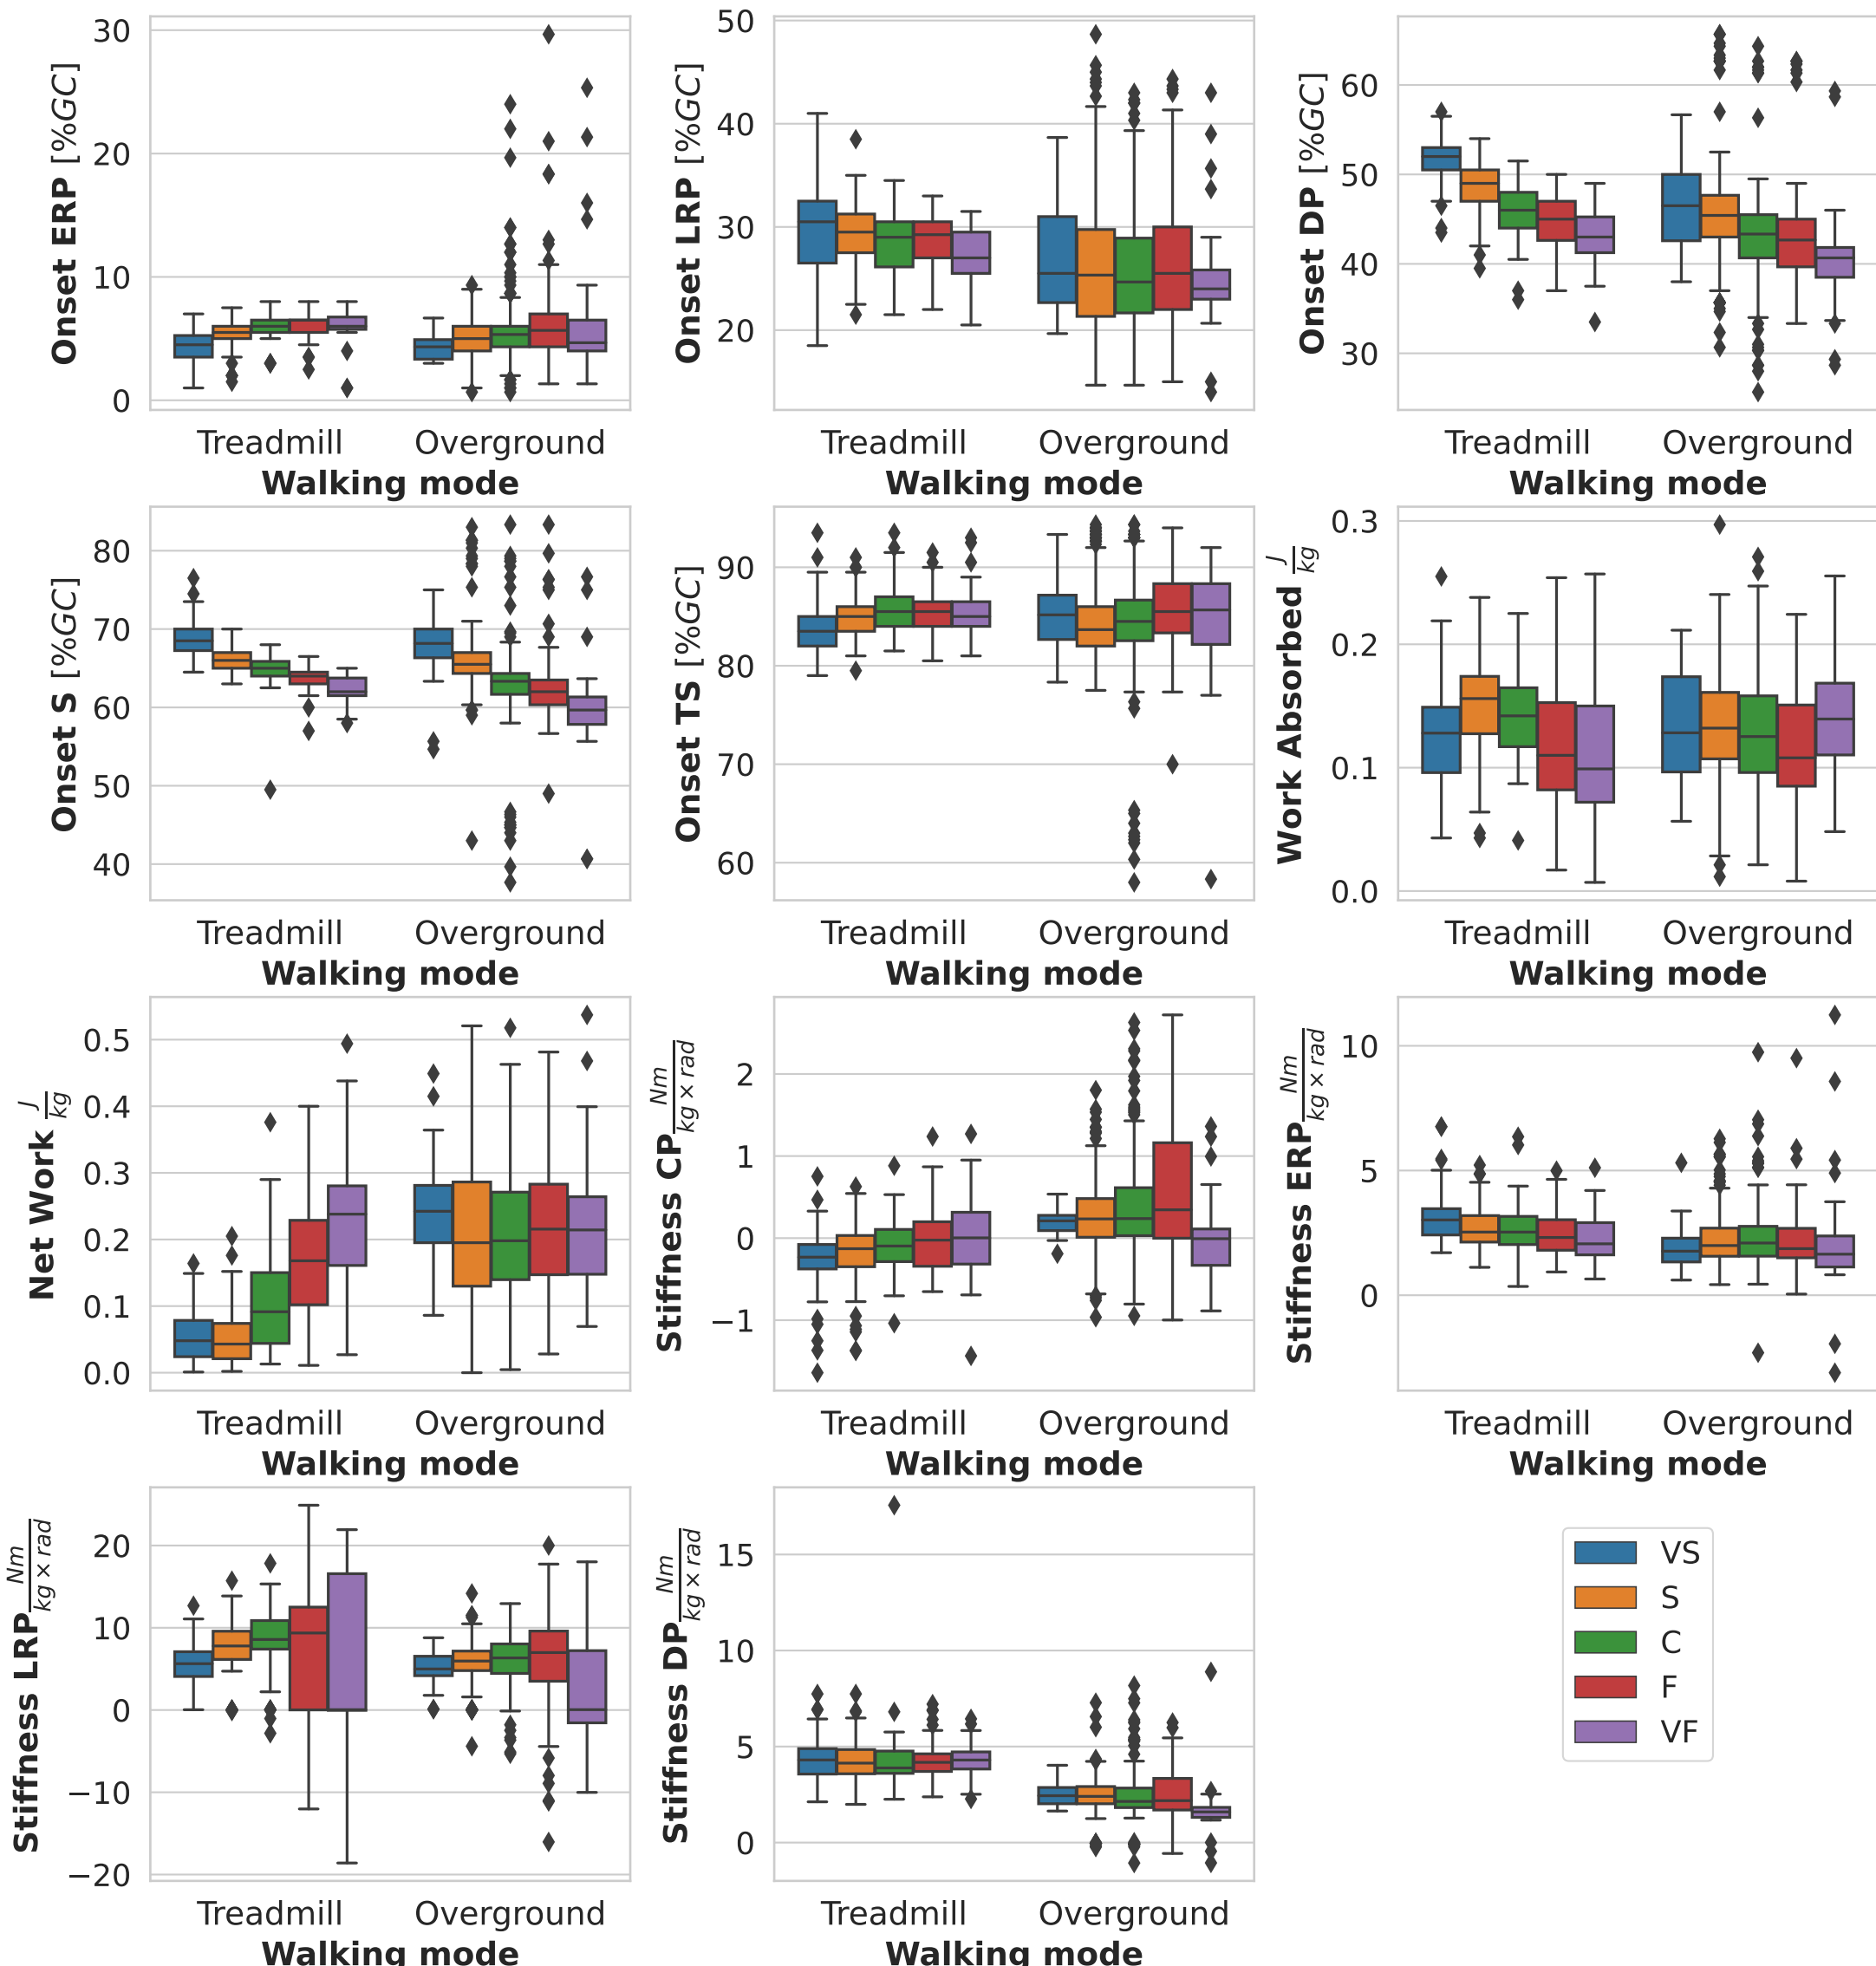 Onset ERP [%GC]
30
20
10
0
Treadmill Overground
Walking mode
Onset LRP [%GC]
50
40
30
20
Treadmill Overground
Walking mode
Onset DP [%GC]
60
50
40
30
Treadmill Overground
Walking mode
Onset S [%GC]
80
70
60
50
40
Treadmill Overground
Walking mode
Onset TS [%GC]
90
80
70
60
Treadmill Overground
Walking mode
Work Absorbed J/kg
0.3
0.2
0.1
0.0
Treadmill Overground
Walking mode
Net Work J/kg
0.5
0.4
0.3
0.2
0.1
0.0
Treadmill Overground
Walking mode
Stiffness CP Nm/kg × rad
2
1
0
−1
Treadmill Overground
Walking mode
Stiffness ERP Nm/kg × rad
10
5
0
Treadmill Overground
Walking mode
Stiffness LRP Nm/kg × rad
20
10
0
−10
−20
Treadmill Overground
Walking mode
Stiffness DP Nm/kg × rad
15
10
5
0
Treadmill Overground
Walking mode
VS
S
C
F
VF